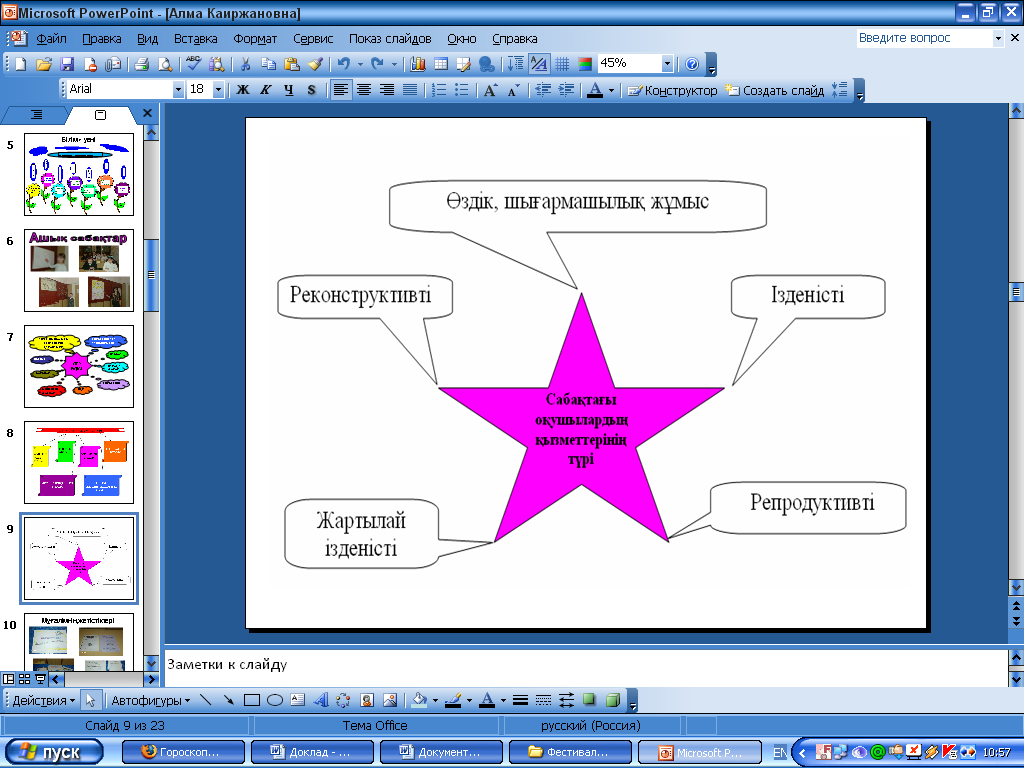 Microsoft PowerPoint - [Алма Каиржановна]
Файл Правка Вид Вставка Формат Сервис Показ слайдов Окно Справка
Введите вопрос
45%
Arial 18 Ж К Ч S Конструктор Создать слайд
5
6
Ашық сабақтар
7
8
9
10
Мұғалімнің жетістіктері
Өздік, шығармашылық жұмыс
Реконструктивті
Ізденісті
Сабақтағы
оқушылардың
қызметтерінің
түрі
Жартылай
ізденісті
Репродуктивті
Заметки к слайду
Действия Автофигуры
Слайд 9 из 23 Тема Office русский (Россия)
пуск Гороскоп... Доклад - ... Документ... Фестивал... Microsoft P... EN 10:57